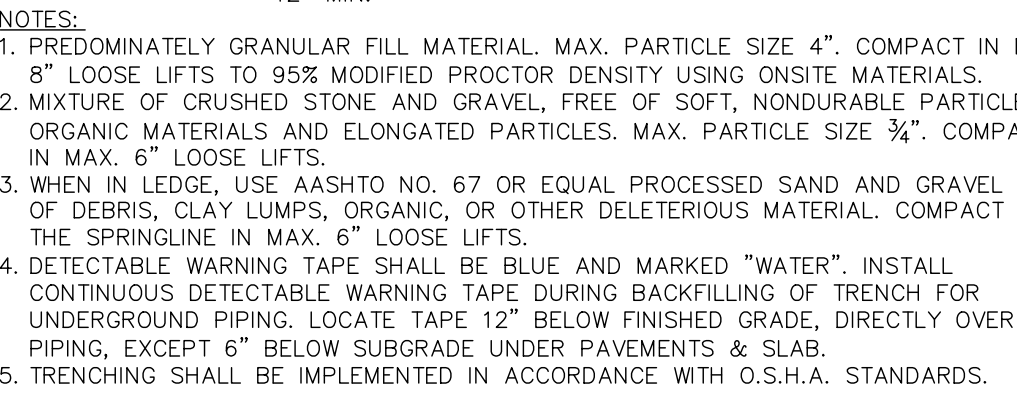 NOTES:
1. PREDOMINATELY GRANULAR FILL MATERIAL. MAX. PARTICLE SIZE 4”. COMPACT IN
8” LOOSE LIFTS TO 95% MODIFIED PROCTOR DENSITY USING ONSITE MATERIALS.
2. MIXTURE OF CRUSHED STONE AND GRAVEL, FREE OF SOFT, NONDURABLE PARTICLE
ORGANIC MATERIALS AND ELONGATED PARTICLES. MAX. PARTICLE SIZE ¾”. COMPA
IN MAX. 6” LOOSE LIFTS.
3. WHEN IN LEDGE, USE AASHTO NO. 67 OR EQUAL PROCESSED SAND AND GRAVEL
OF DEBRIS, CLAY LUMPS, ORGANIC, OR OTHER DELETERIOUS MATERIAL. COMPACT
THE SPRINGLINE IN MAX. 6” LOOSE LIFTS.
4. DETECTABLE WARNING TAPE SHALL BE BLUE AND MARKED ”WATER”. INSTALL
CONTINUOUS DETECTABLE WARNING TAPE DURING BACKFILLING OF TRENCH FOR
UNDERGROUND PIPING. LOCATE TAPE 12” BELOW FINISHED GRADE, DIRECTLY OVER
PIPING, EXCEPT 6” BELOW SUBGRADE UNDER PAVEMENTS & SLAB.
5. TRENCHING SHALL BE IMPLEMENTED IN ACCORDANCE WITH O.S.H.A. STANDARDS.